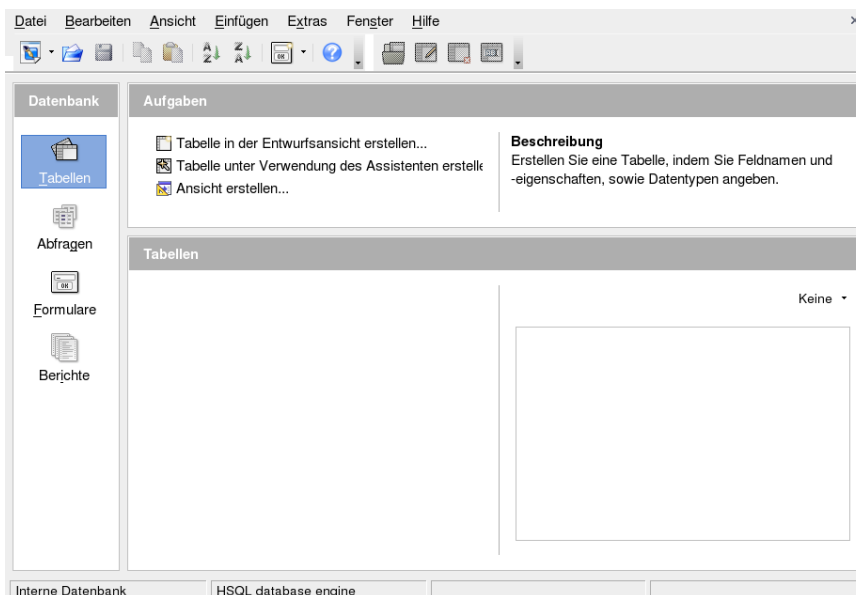 Datei Bearbeiten Ansicht Einfügen Extras Fenster Hilfe
Datenbank
Aufgaben
Tabellen
Abfragen
Formulare
Berichte
Tabelle in der Entwurfsansicht erstellen...
Tabelle unter Verwendung des Assistenten erstelle
Ansicht erstellen...
Beschreibung
Erstellen Sie eine Tabelle, indem Sie Feldnamen und
-eigenschaften, sowie Datentypen angeben.
Tabellen
Keine
Interne Datenbank
HSQL database engine